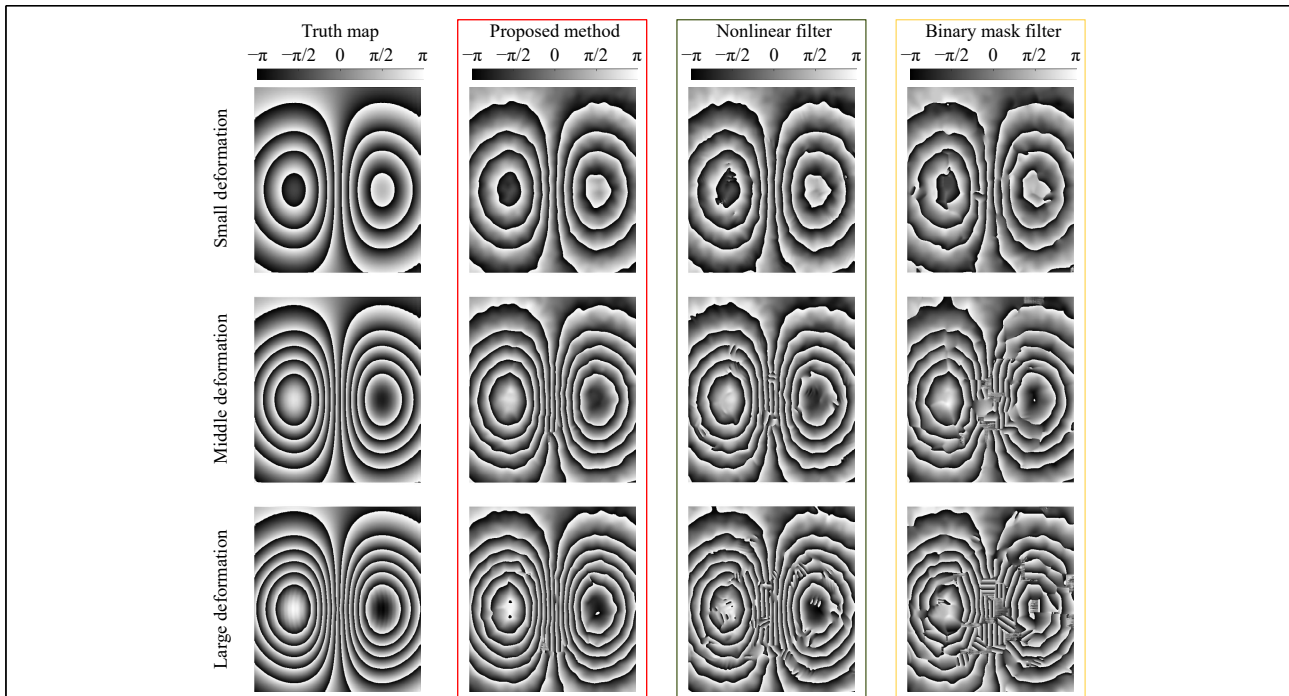 Truth map
Proposed method
Nonlinear filter
Binary mask filter
−π −π/2 0 π/2 π
−π −π/2 0 π/2 π
−π −π/2 0 π/2 π
−π −π/2 0 π/2 π
Small deformation
Middle deformation
Large deformation